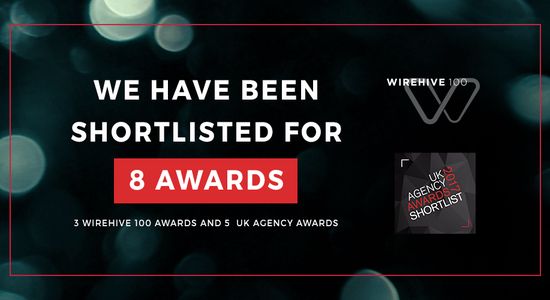 WE HAVE BEEN
SHORTLISTED FOR
8 AWARDS
3 WIREHIVE 100 AWARDS AND 5 UK AGENCY AWARDS
WIREHIVE 100
UK
AGENCY
AWARDS
SHORTLIST
2017